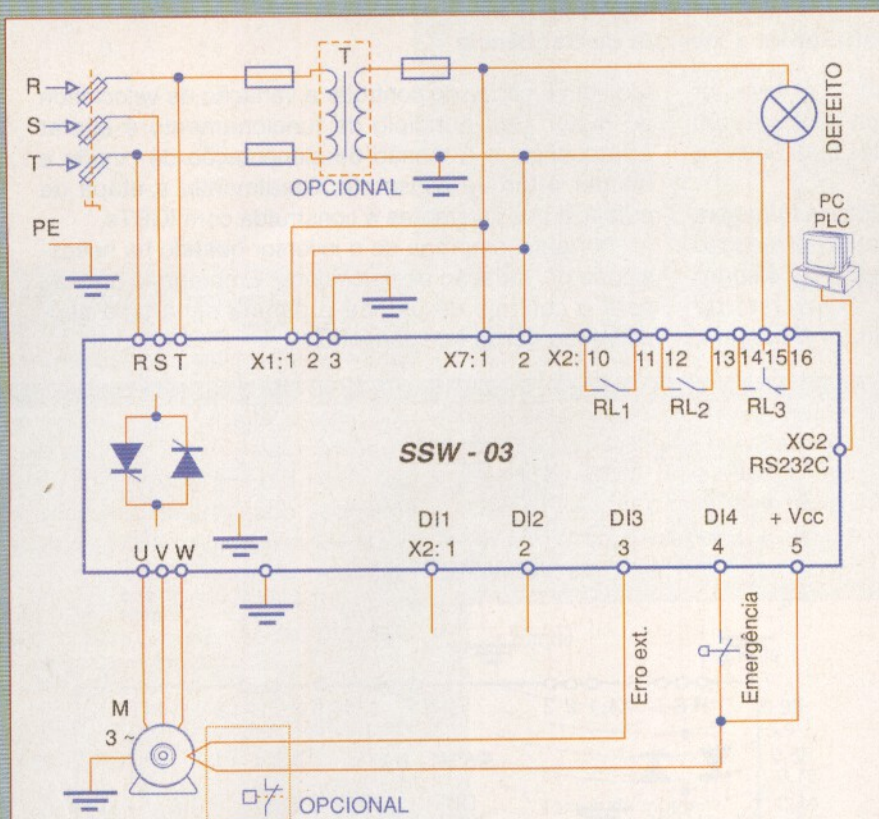 T
R
S
T
DEFEITO
OPCIONAL
PE
PC
PLC
R S T X1: 1 2 3 X7: 1 2 X2: 10 11 12 13 14 15 16
RL1 RL2 RL3
SSW - 03
XC2
RS232C
DI1 DI2 DI3 DI4 + Vcc
X2: 1 2 3 4 5
U V W
Erro ext.
Emergência
M
3 ~
OPCIONAL